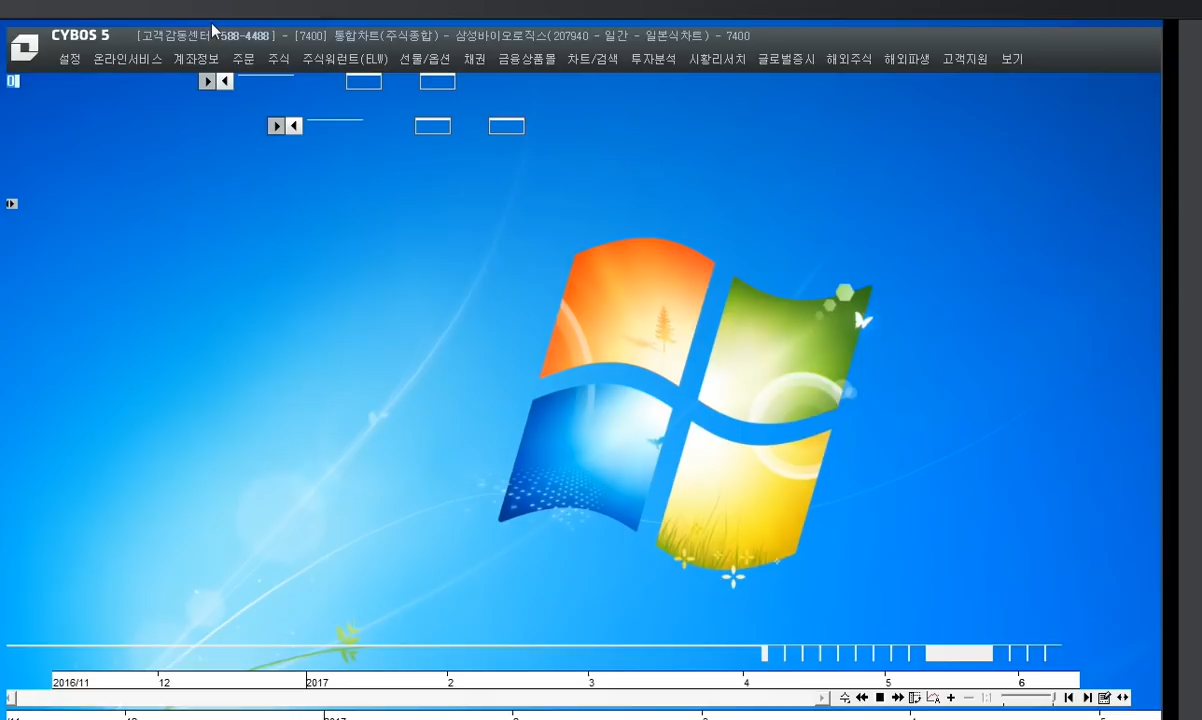 CYBOS 5 [고객감동센터 588-4488] - [7400] 통합차트(주식종합) - 삼성바이오로직스(207940 - 일간 - 일본식차트) - 7400
설정 온라인서비스 계좌정보 주문 주식 주식워런트(ELW) 선물/옵션 채권 금융상품몰 차트/검색 투자분석 시황리서치 글로벌증시 해외주식 해외파생 고객지원 보기
2016/11 12 2017 2 3 4 5 6
1:1